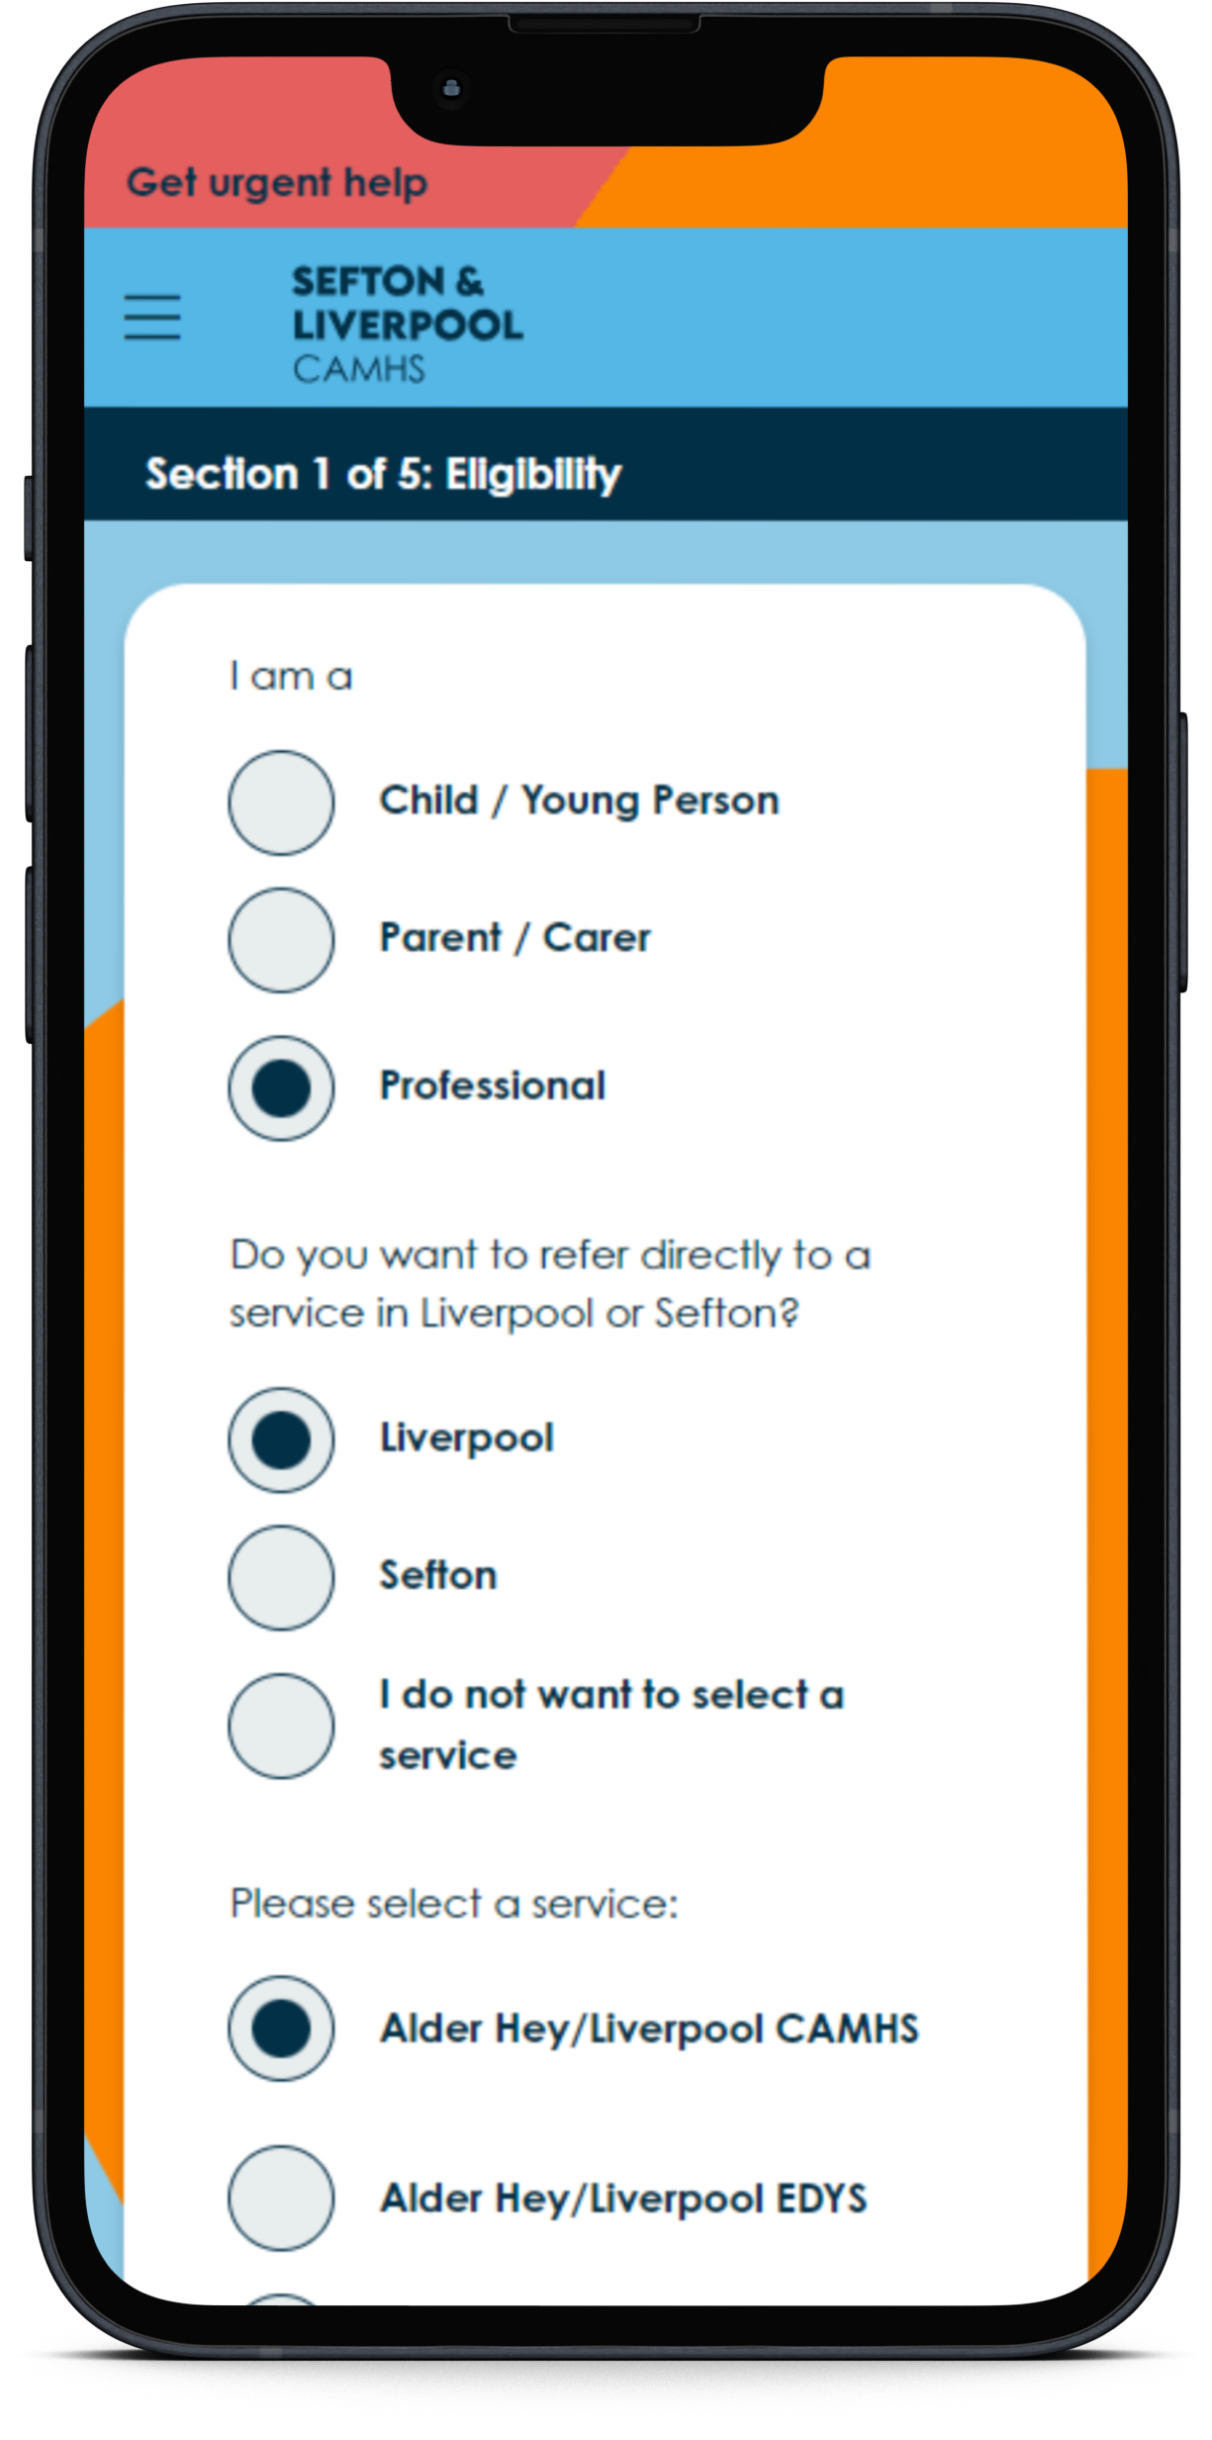 Get urgent help
SEFTON &
LIVERPOOL
CAMHS
Section 1 of 5: Eligibility
I am a
Child / Young Person
Parent / Carer
Professional
Do you want to refer directly to a
service in Liverpool or Sefton?
Liverpool
Sefton
I do not want to select a
service
Please select a service:
Alder Hey/Liverpool CAMHS
Alder Hey/Liverpool EDYS